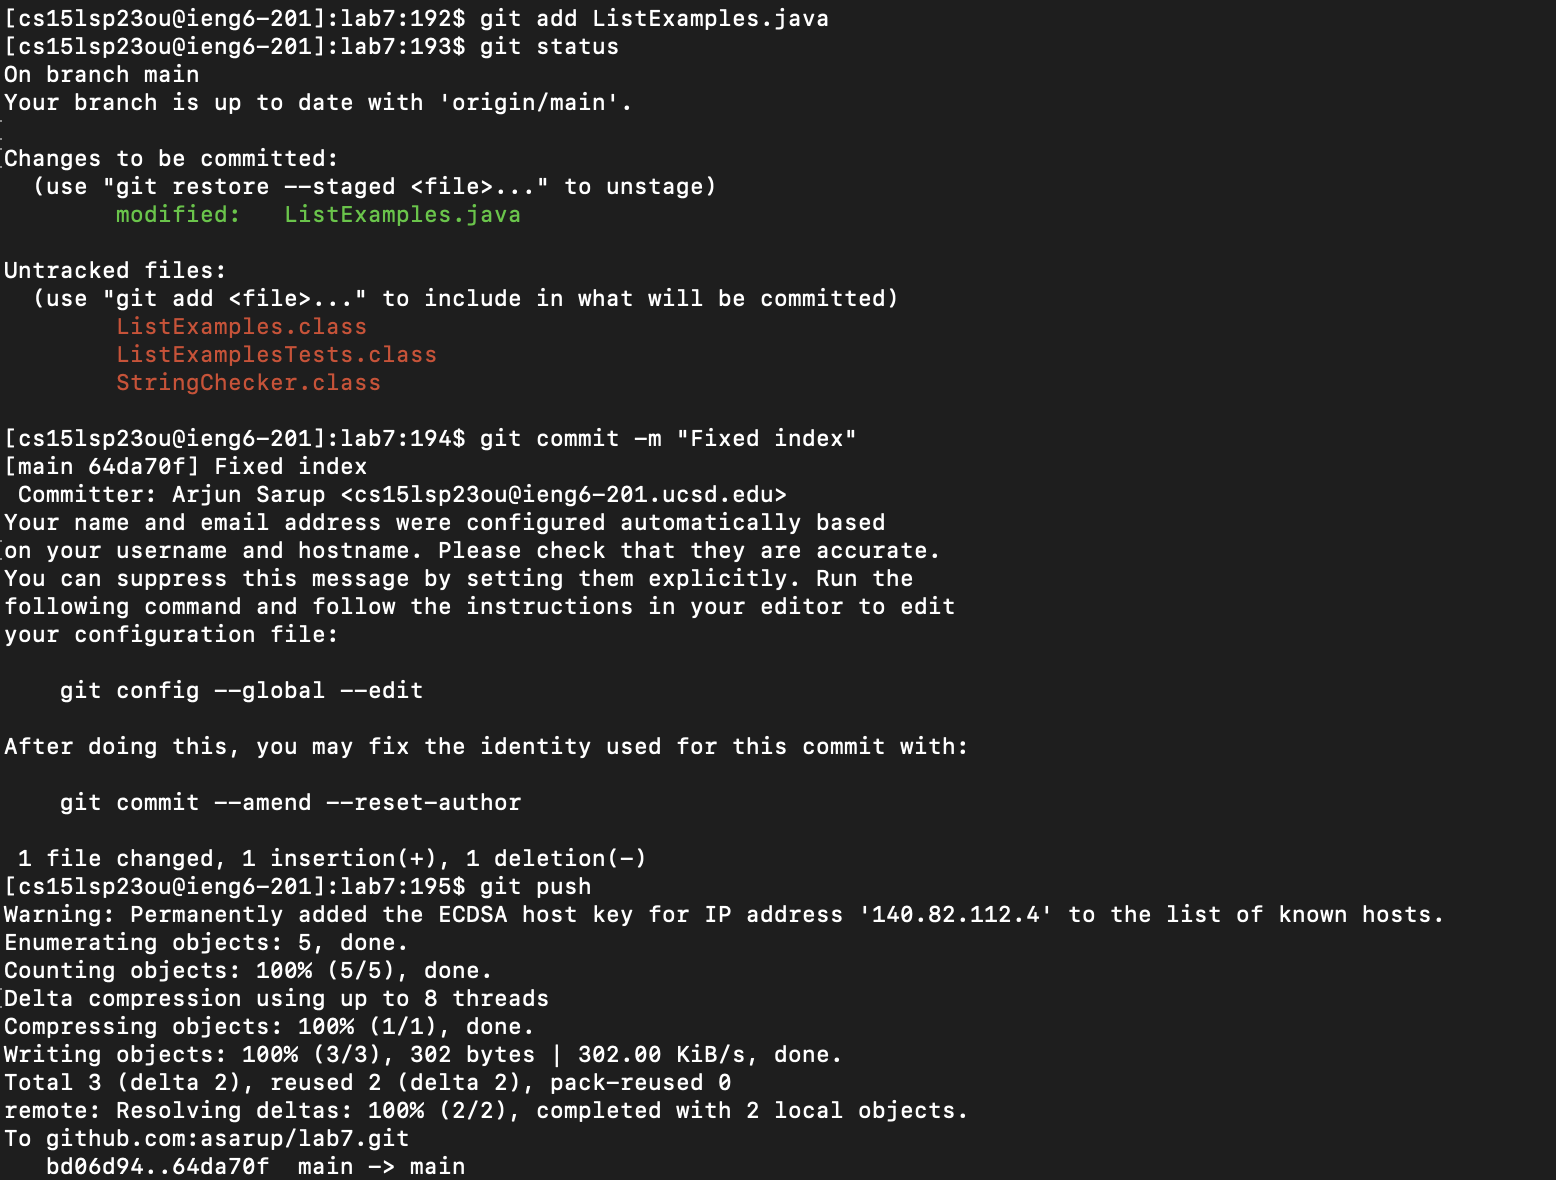 [cs15lsp23ou@ieng6-201]:lab7:192$ git add ListExamples.java
[cs15lsp23ou@ieng6-201]:lab7:193$ git status
On branch main
Your branch is up to date with 'origin/main'.
Changes to be committed:
  (use "git restore --staged <file>..." to unstage)
        modified:   ListExamples.java
Untracked files:
  (use "git add <file>..." to include in what will be committed)
        ListExamples.class
        ListExamplesTests.class
        StringChecker.class
[cs15lsp23ou@ieng6-201]:lab7:194$ git commit -m "Fixed index"
[main 64da70f] Fixed index
 Committer: Arjun Sarup <cs15lsp23ou@ieng6-201.ucsd.edu>
Your name and email address were configured automatically based
on your username and hostname. Please check that they are accurate.
You can suppress this message by setting them explicitly. Run the
following command and follow the instructions in your editor to edit
your configuration file:
    git config --global --edit
After doing this, you may fix the identity used for this commit with:
    git commit --amend --reset-author
 1 file changed, 1 insertion(+), 1 deletion(-)
[cs15lsp23ou@ieng6-201]:lab7:195$ git push
Warning: Permanently added the ECDSA host key for IP address '140.82.112.4' to the list of known hosts.
Enumerating objects: 5, done.
Counting objects: 100% (5/5), done.
Delta compression using up to 8 threads
Compressing objects: 100% (1/1), done.
Writing objects: 100% (3/3), 302 bytes | 302.00 KiB/s, done.
Total 3 (delta 2), reused 2 (delta 2), pack-reused 0
remote: Resolving deltas: 100% (2/2), completed with 2 local objects.
To github.com:asarup/lab7.git
   bd06d94..64da70f  main -> main